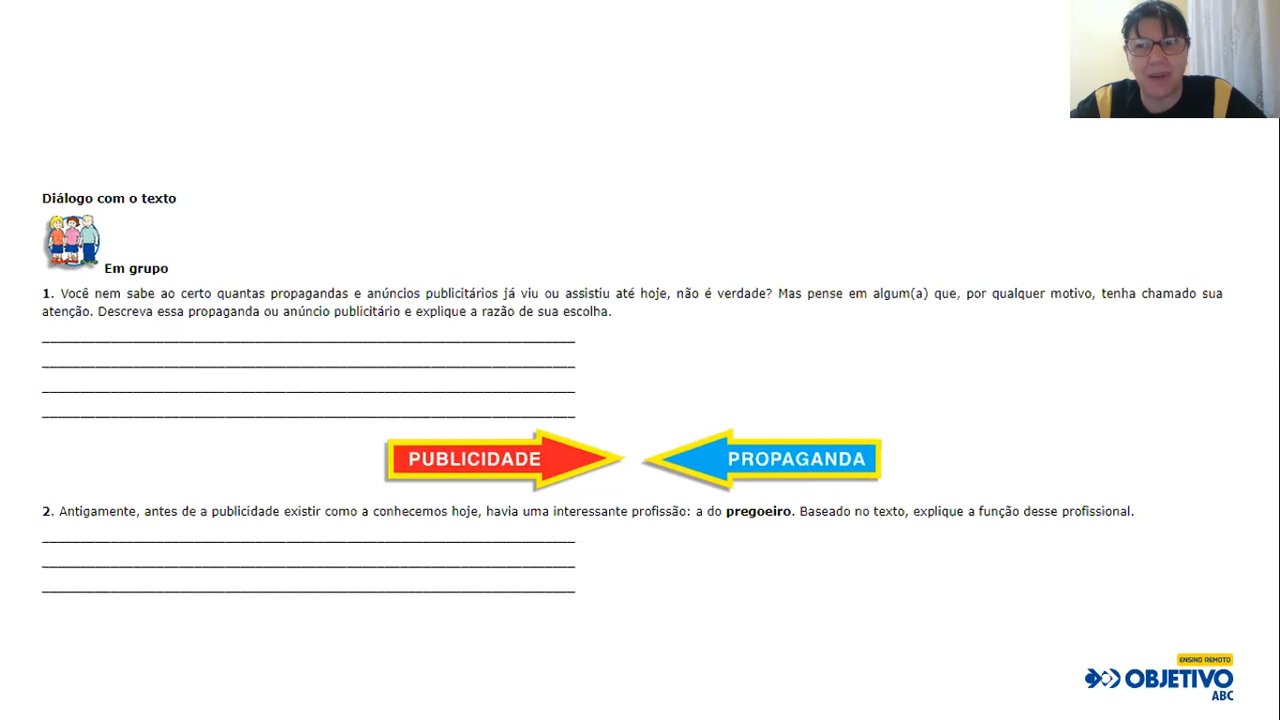 Diálogo com o texto
Em grupo
1. Você nem sabe ao certo quantas propagandas e anúncios publicitários já viu ou assistiu até hoje, não é verdade? Mas pense em algum(a) que, por qualquer motivo, tenha chamado sua
atenção. Descreva essa propaganda ou anúncio publicitário e explique a razão de sua escolha.
PUBLICIDADE
PROPAGANDA
2. Antigamente, antes de a publicidade existir como a conhecemos hoje, havia uma interessante profissão: a do pregoeiro. Baseado no texto, explique a função desse profissional.
ENSINO REMOTO
OBJETIVO
ABC